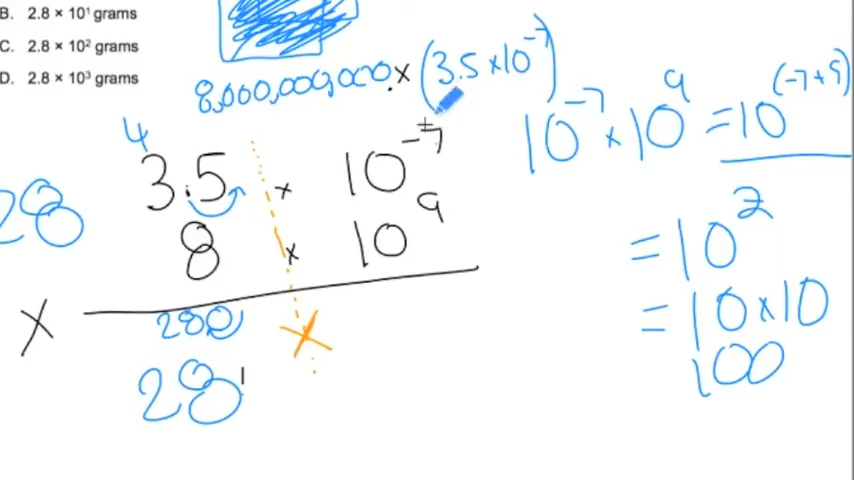 B. 2.8 × 10¹ grams
C. 2.8 × 10² grams
D. 2.8 × 10³ grams
8,000,000,000. × (3.5 × 10⁻⁷)
10⁻⁷ × 10⁹ = 10⁽⁻⁷⁺⁹⁾
4
3.5 × 10⁻⁷
8 × 10⁹
×
28
280
×
28
= 10²
= 10 × 10
100